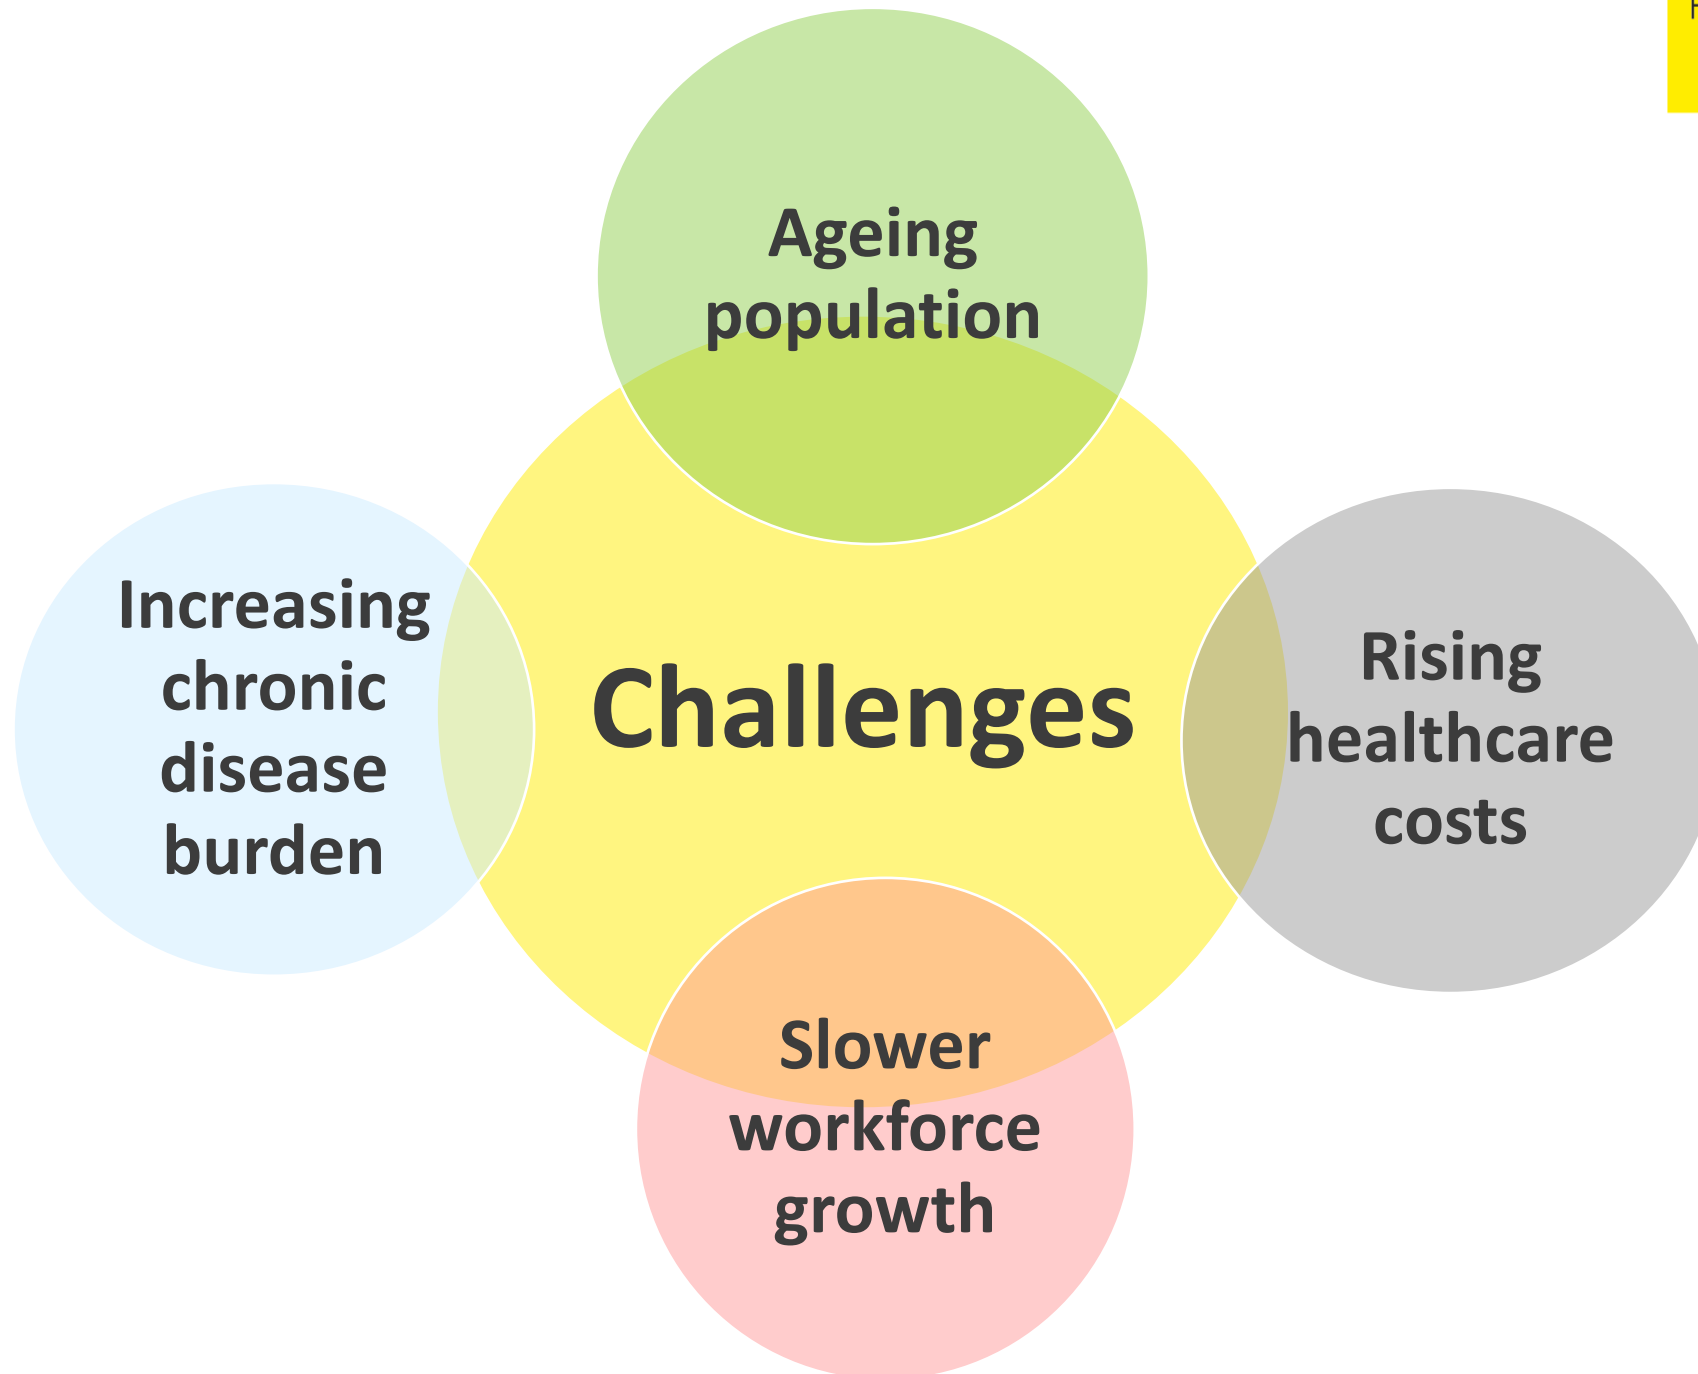 Ageing
population
Increasing
chronic
disease
burden
Challenges
Rising
healthcare
costs
Slower
workforce
growth